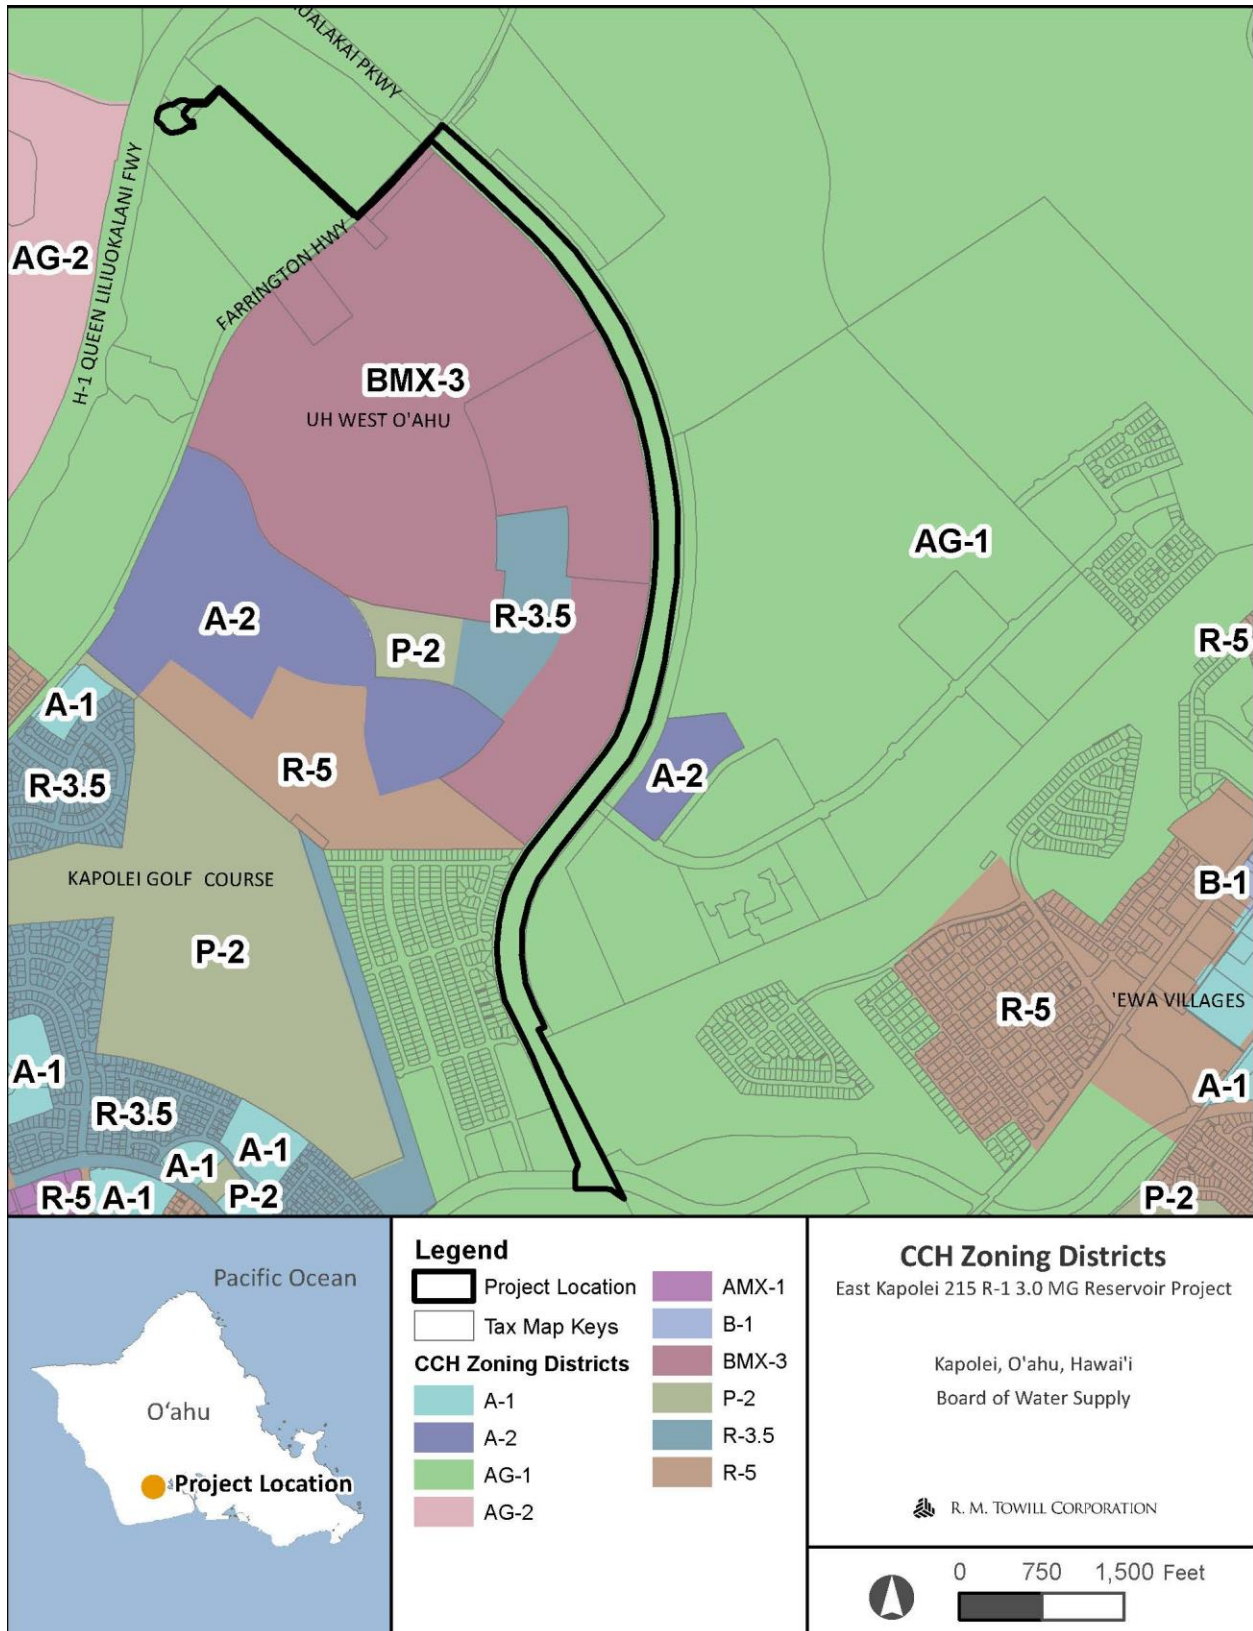 UALAKAI PKWY
H-1 QUEEN LILIUOKALANI FWY
AG-2
FARRINGTON HWY
BMX-3
UH WEST O'AHU
AG-1
A-2
R-3.5
P-2
R-5
A-1
R-3.5
R-5
A-2
KAPOLEI GOLF COURSE
B-1
P-2
R-5
'EWA VILLAGES
A-1
A-1
R-3.5
A-1
A-1
R-5
A-1
P-2
P-2
Pacific Ocean
Oʻahu
Project Location
Legend
Project Location
Tax Map Keys
CCH Zoning Districts
A-1
A-2
AG-1
AG-2
AMX-1
B-1
BMX-3
P-2
R-3.5
R-5
CCH Zoning Districts
East Kapolei 215 R-1 3.0 MG Reservoir Project
Kapolei, O'ahu, Hawai'i
Board of Water Supply
R. M. TOWILL CORPORATION
0 750 1,500 Feet